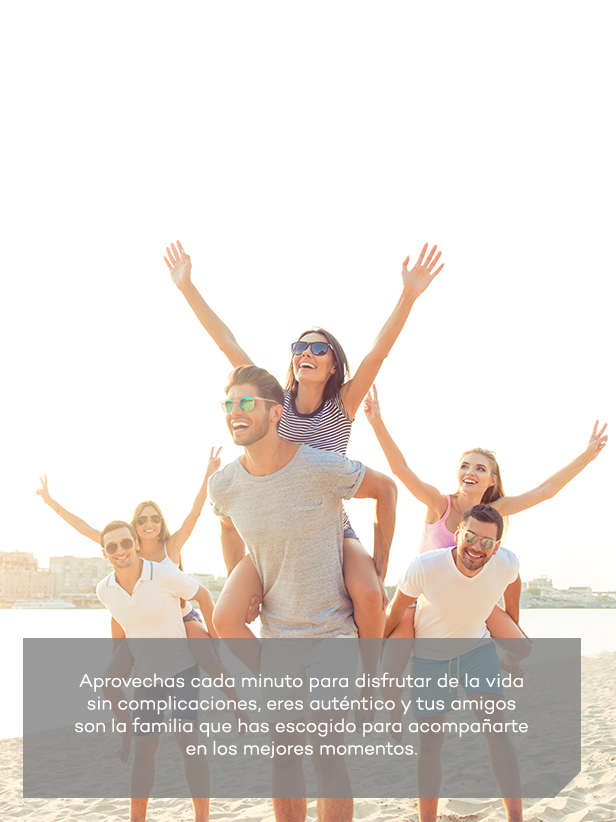 Aprovechas cada minuto para disfrutar de la vida
sin complicaciones, eres auténtico y tus amigos
son la familia que has escogido para acompañarte
en los mejores momentos.